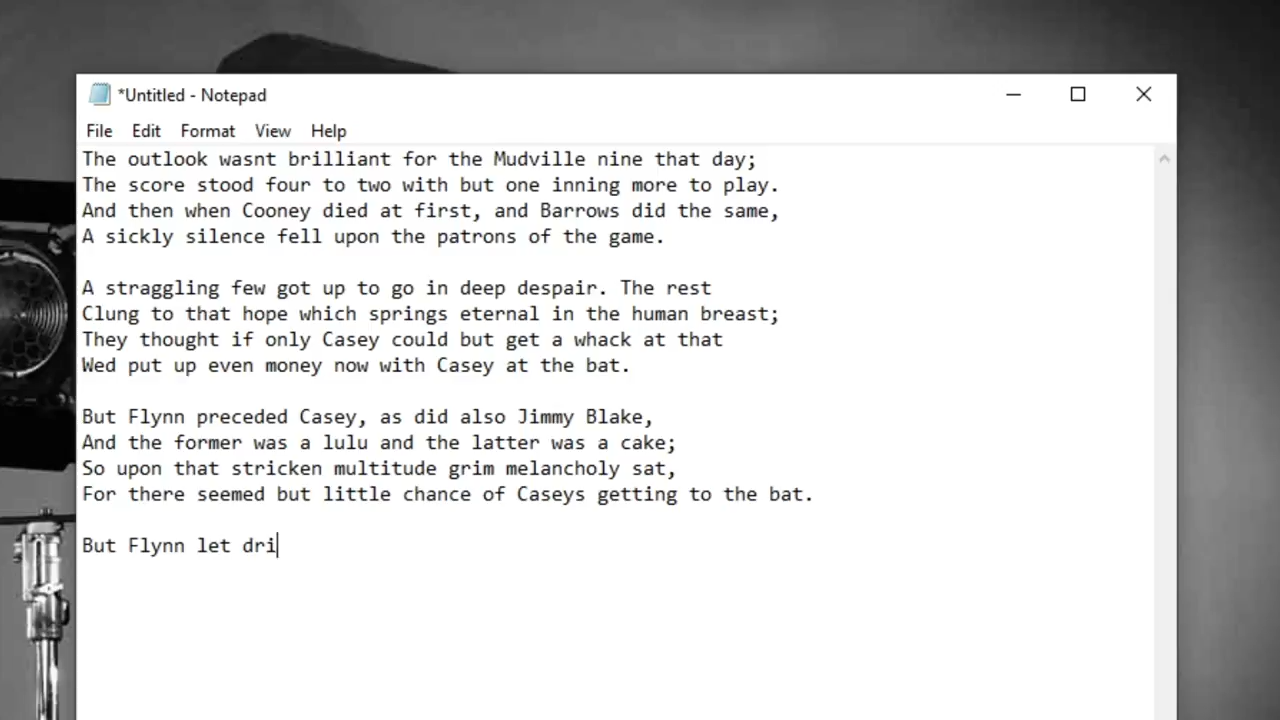 *Untitled - Notepad
File Edit Format View Help
The outlook wasnt brilliant for the Mudville nine that day;
The score stood four to two with but one inning more to play.
And then when Cooney died at first, and Barrows did the same,
A sickly silence fell upon the patrons of the game.

A straggling few got up to go in deep despair. The rest
Clung to that hope which springs eternal in the human breast;
They thought if only Casey could but get a whack at that
Wed put up even money now with Casey at the bat.

But Flynn preceded Casey, as did also Jimmy Blake,
And the former was a lulu and the latter was a cake;
So upon that stricken multitude grim melancholy sat,
For there seemed but little chance of Caseys getting to the bat.

But Flynn let dri